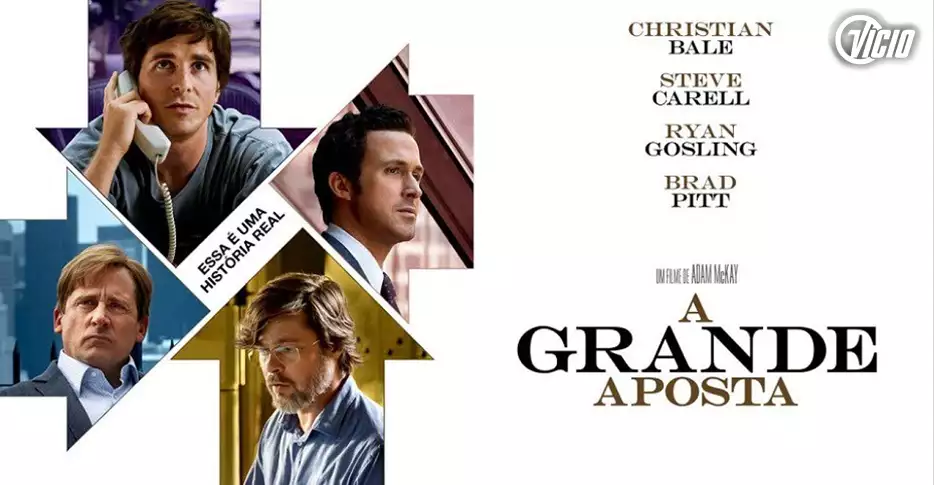 CHRISTIAN
BALE
STEVE
CARELL
RYAN
GOSLING
BRAD
PITT
VICIO
ESSA É UMA
HISTÓRIA REAL
UM FILME DE ADAM McKAY
A
GRANDE
APOSTA